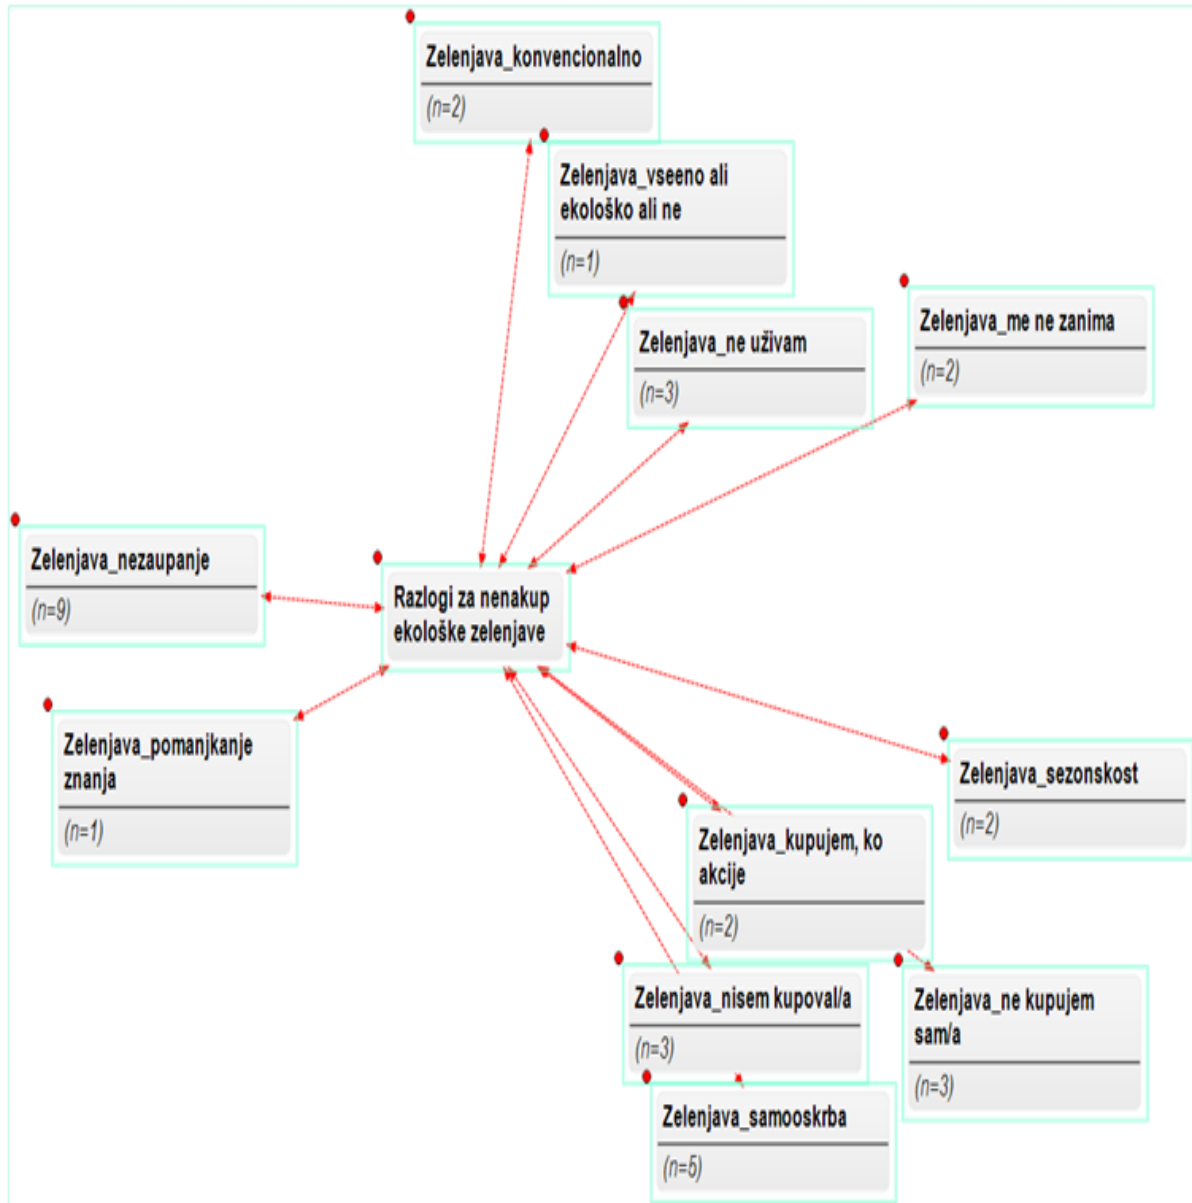 Zelenjava_konvencionalno
(n=2)
Zelenjava_vseeno ali
ekološko ali ne
(n=1)
Zelenjava_ne uživam
(n=3)
Zelenjava_me ne zanima
(n=2)
Zelenjava_nezaupanje
(n=9)
Razlogi za nenakup
ekološke zelenjave
Zelenjava_pomanjkanje
znanja
(n=1)
Zelenjava_sezonskost
(n=2)
Zelenjava_kupujem, ko
akcije
(n=2)
Zelenjava_nisem kupoval/a
(n=3)
Zelenjava_ne kupujem
sam/a
(n=3)
Zelenjava_samooskrba
(n=5)